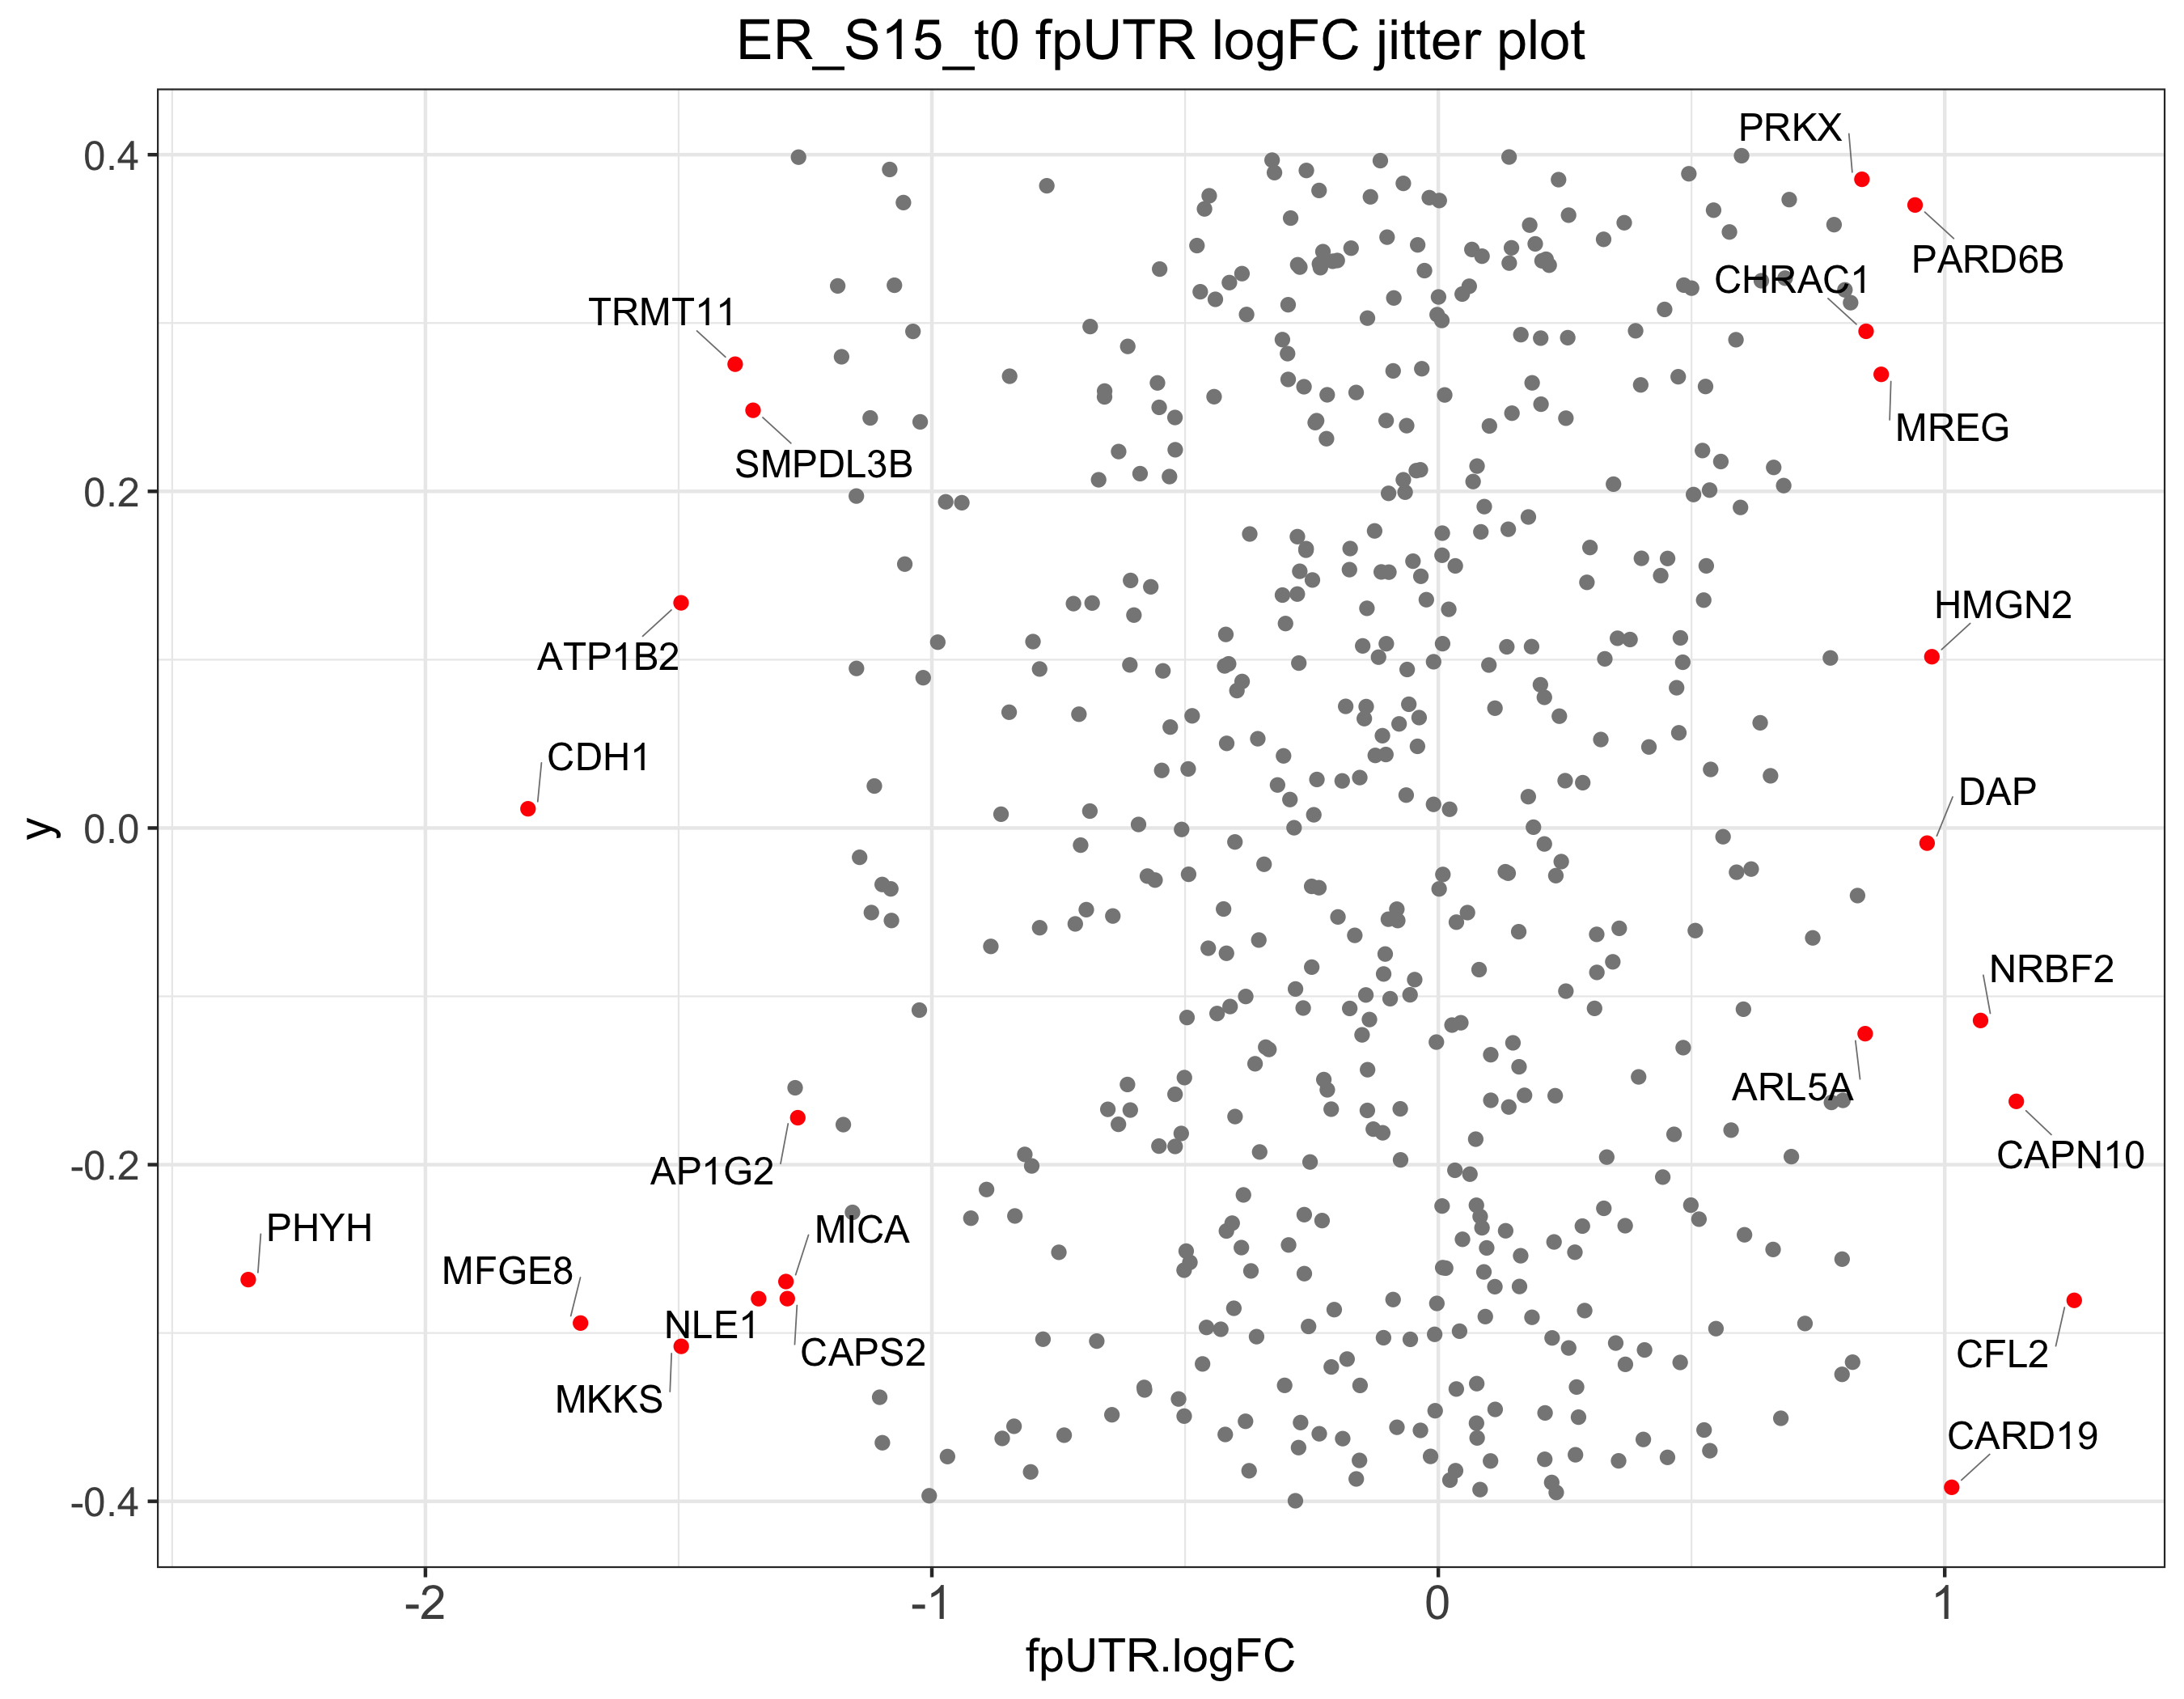 ER_S15_t0 fpUTR logFC jitter plot
PRKX
PARD6B
CHRAC1
TRMT11
MREG
SMPDL3B
HMGN2
ATP1B2
CDH1
DAP
NRBF2
ARL5A
CAPN10
AP1G2
PHYH
MICA
MFGE8
NLE1
CAPS2
CFL2
MKKS
CARD19
0.4
0.2
0.0
-0.2
-0.4
y
-2
-1
0
1
fpUTR.logFC